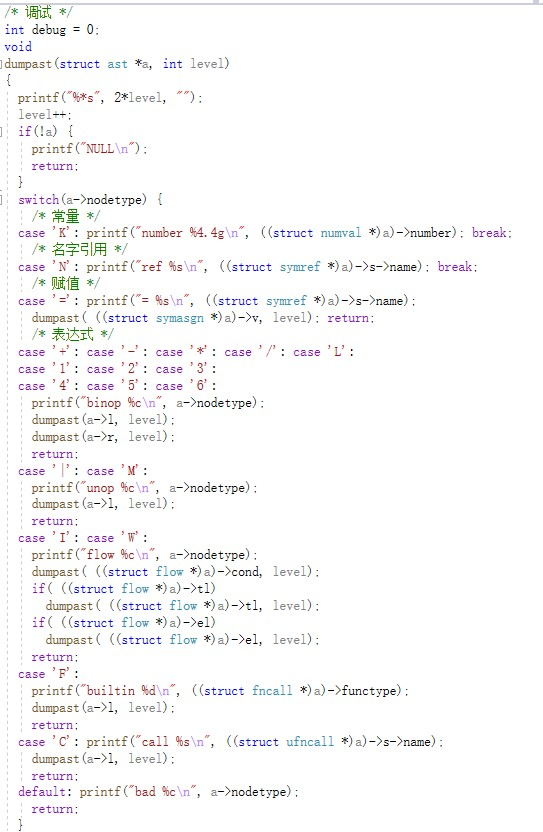 /* 调试 */
int debug = 0;
void
dumpast(struct ast *a, int level)
{
  printf("%*s", 2*level, "");
  level++;
  if(!a) {
    printf("NULL\n");
    return;
  }
  switch(a->nodetype) {
    /* 常量 */
  case 'K': printf("number %4.4g\n", ((struct numval *)a)->number); break;
    /* 名字引用 */
  case 'N': printf("ref %s\n", ((struct symref *)a)->s->name); break;
    /* 赋值 */
  case '=': printf("= %s\n", ((struct symref *)a)->s->name);
    dumpast( ((struct symasgn *)a)->v, level); return;
    /* 表达式 */
  case '+': case '-': case '*': case '/': case 'L':
  case '1': case '2': case '3':
  case '4': case '5': case '6':
    printf("binop %c\n", a->nodetype);
    dumpast(a->l, level);
    dumpast(a->r, level);
    return;
  case '|': case 'M':
    printf("unop %c\n", a->nodetype);
    dumpast(a->l, level);
    return;
  case 'I': case 'W':
    printf("flow %c\n", a->nodetype);
    dumpast( ((struct flow *)a)->cond, level);
    if( ((struct flow *)a)->tl)
      dumpast( ((struct flow *)a)->tl, level);
    if( ((struct flow *)a)->el)
      dumpast( ((struct flow *)a)->el, level);
    return;
  case 'F':
    printf("builtin %d\n", ((struct fncall *)a)->functype);
    dumpast(a->l, level);
    return;
  case 'C': printf("call %s\n", ((struct ufncall *)a)->s->name);
    dumpast(a->l, level);
    return;
  default: printf("bad %c\n", a->nodetype);
    return;
  }